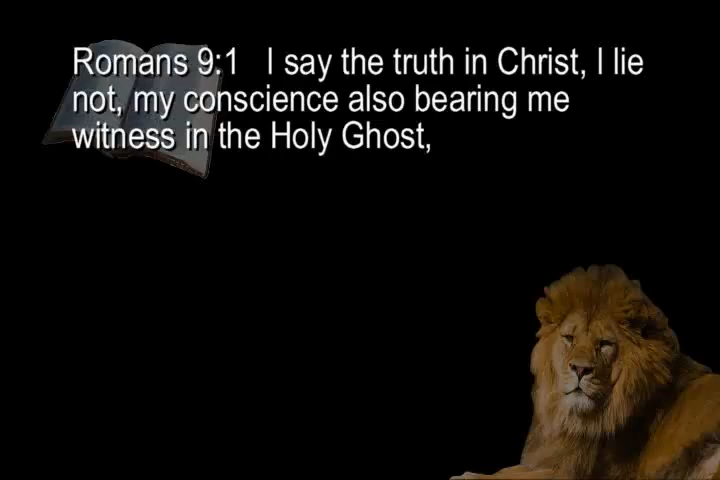 Romans 9:1 I say the truth in Christ, I lie
not, my conscience also bearing me
witness in the Holy Ghost,